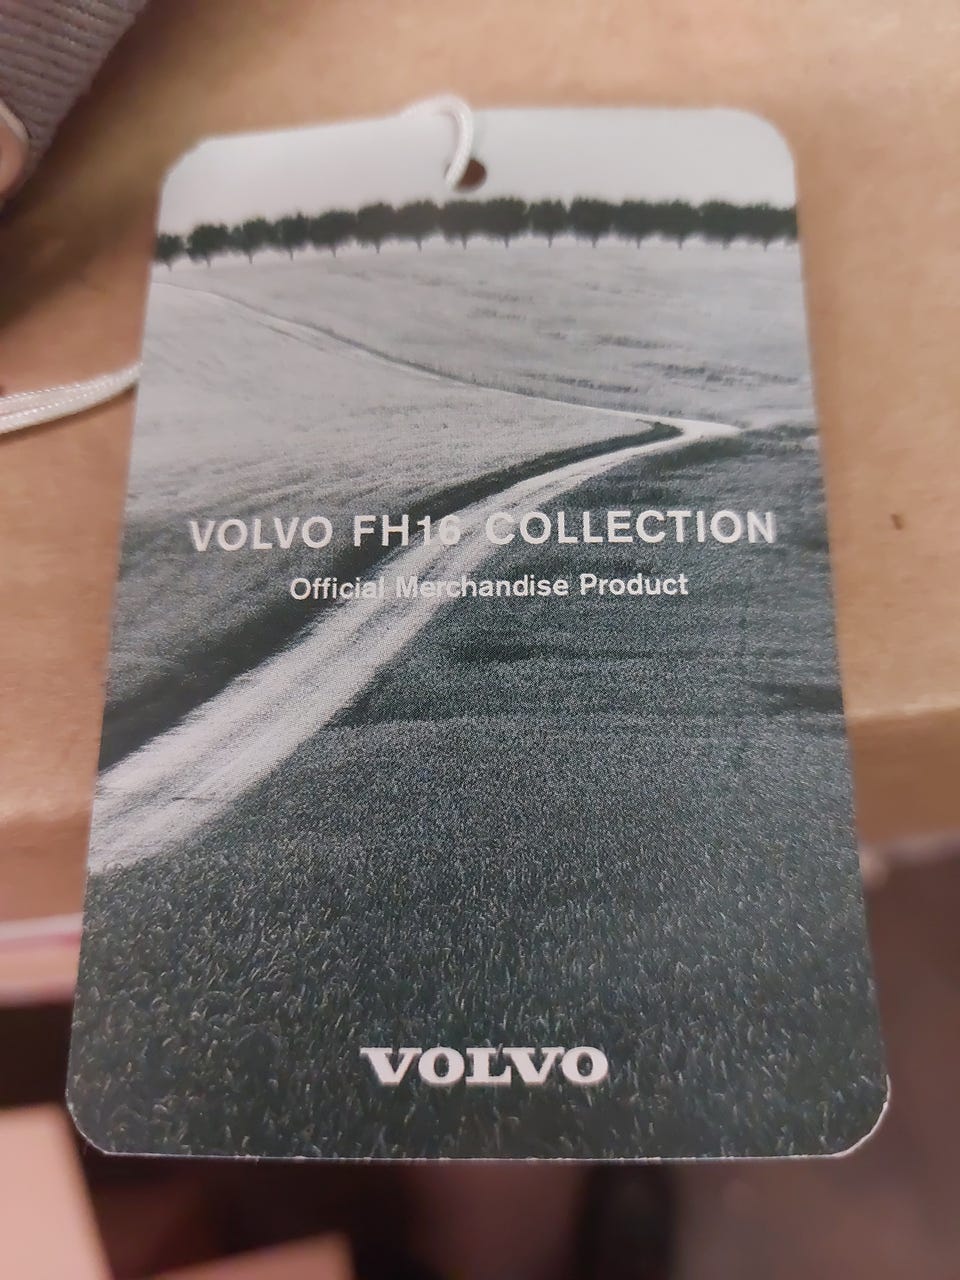 VOLVO FH16 COLLECTION
Official Merchandise Product
VOLVO